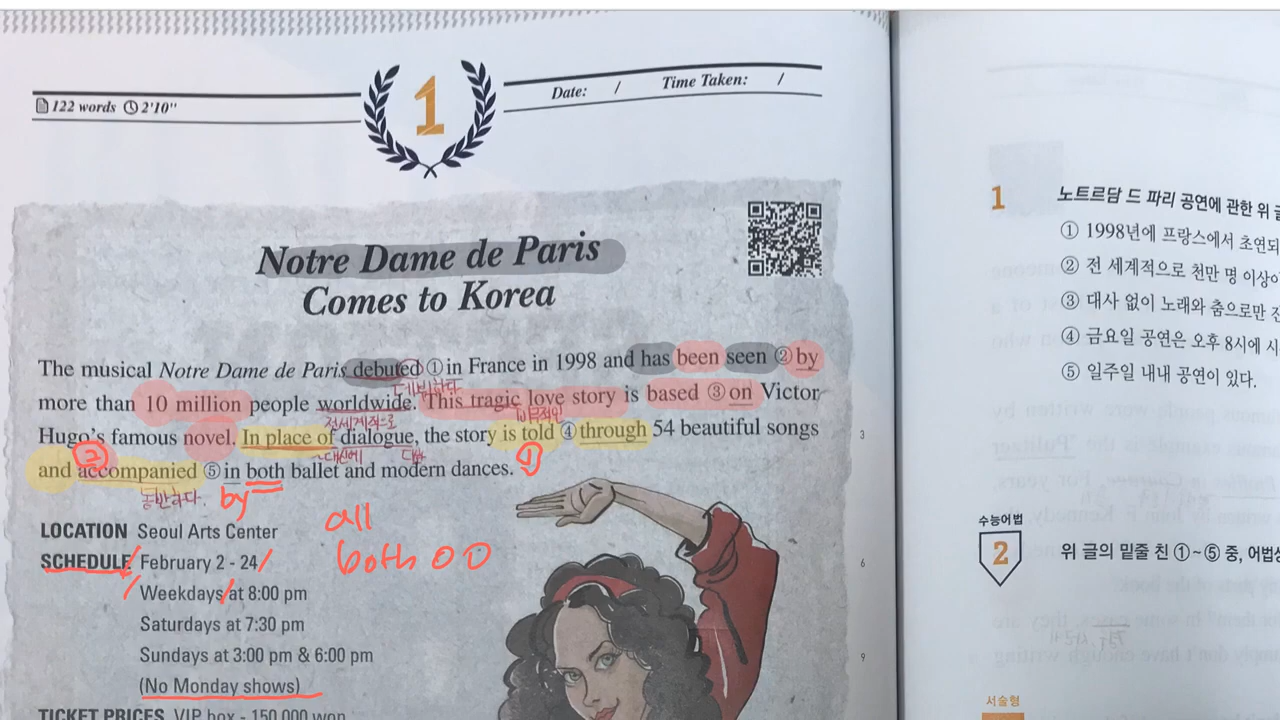 122 words 2'10"
1
Date: / Time Taken: /
Notre Dame de Paris
Comes to Korea
The musical Notre Dame de Paris debuted ① in France in 1998 and has been seen ② by
데뷔하다
more than 10 million people worldwide. This tragic love story is based ③ on Victor
전세계적으로 비극적인
Hugo's famous novel. In place of dialogue, the story is told ④ through 54 beautiful songs
3
대신에 대화
② ①
and accompanied ⑤ in both ballet and modern dances.
동반하다. by
all
both O O
LOCATION Seoul Arts Center
SCHEDULE February 2 - 24
6
Weekdays at 8:00 pm
Saturdays at 7:30 pm
Sundays at 3:00 pm & 6:00 pm
9
(No Monday shows)
TICKET PRICES VIP box - 150,000 won
1 노트르담 드 파리 공연에 관한 위 글
① 1998년에 프랑스에서 초연되
② 전 세계적으로 천만 명 이상이
③ 대사 없이 노래와 춤으로만 진
④ 금요일 공연은 오후 8시에 시
⑤ 일주일 내내 공연이 있다.
수능어법
2 위 글의 밑줄 친 ①~⑤ 중, 어법상
서술형